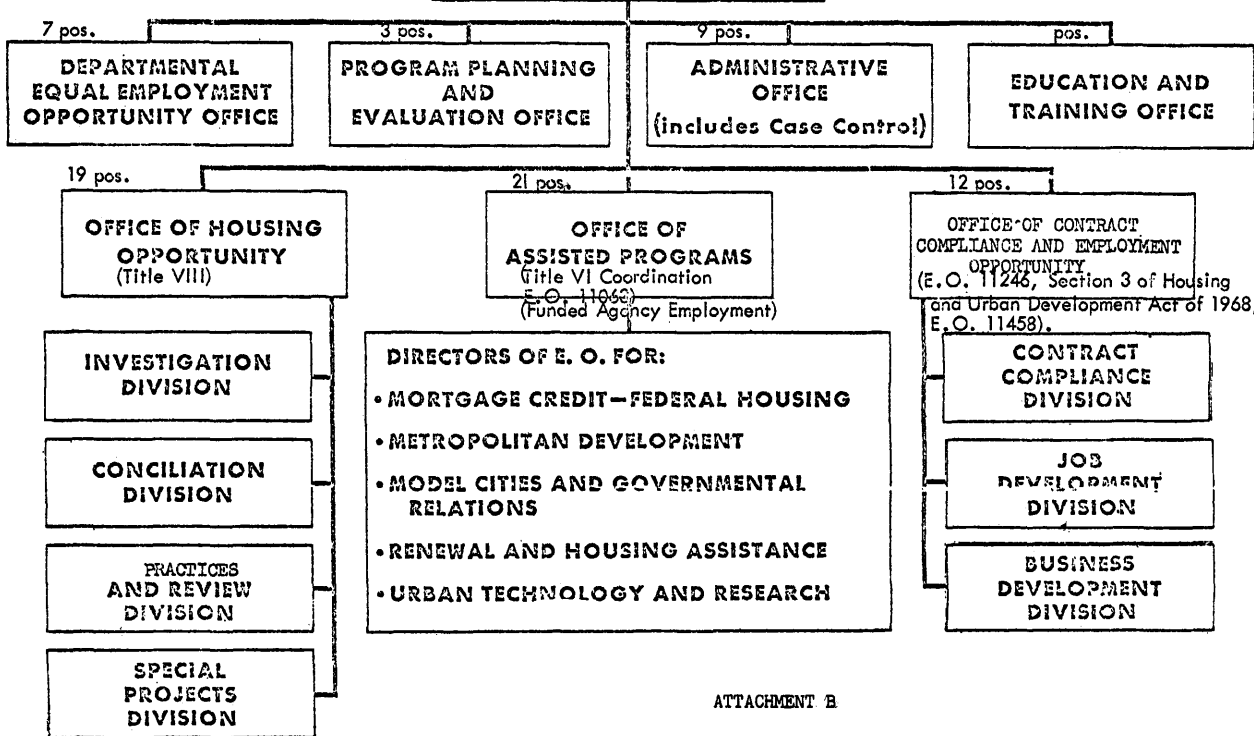 7 pos.
DEPARTMENTAL
EQUAL EMPLOYMENT
OPPORTUNITY OFFICE
3 pos.
PROGRAM PLANNING
AND
EVALUATION OFFICE
9 pos.
ADMINISTRATIVE
OFFICE
(includes Case Control)
pos.
EDUCATION AND
TRAINING OFFICE
19 pos.
OFFICE OF HOUSING
OPPORTUNITY
(Title VIII)
INVESTIGATION
DIVISION
CONCILIATION
DIVISION
PRACTICES
AND REVIEW
DIVISION
SPECIAL
PROJECTS
DIVISION
21 pos.
OFFICE OF
ASSISTED PROGRAMS
(Title VI Coordination
E.O. 11063)
(Funded Agency Employment)
DIRECTORS OF E. O. FOR:
• MORTGAGE CREDIT—FEDERAL HOUSING
• METROPOLITAN DEVELOPMENT
• MODEL CITIES AND GOVERNMENTAL
RELATIONS
• RENEWAL AND HOUSING ASSISTANCE
• URBAN TECHNOLOGY AND RESEARCH
12 pos.
OFFICE OF CONTRACT
COMPLIANCE AND EMPLOYMENT
OPPORTUNITY
(E.O. 11246, Section 3 of Housing
and Urban Development Act of 1968,
E.O. 11458).
CONTRACT
COMPLIANCE
DIVISION
JOB
DEVELOPMENT
DIVISION
BUSINESS
DEVELOPMENT
DIVISION
ATTACHMENT B